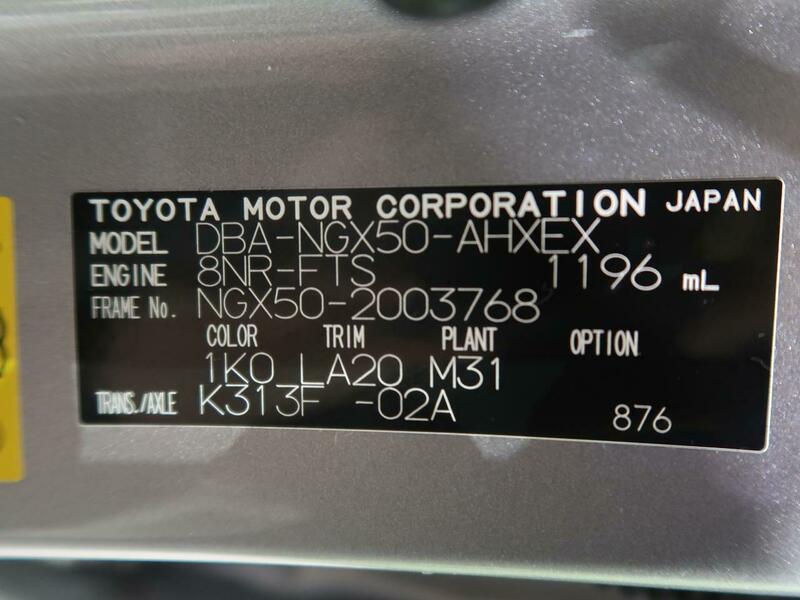 TOYOTA MOTOR CORPORATION JAPAN
MODEL DBA-NGX50-AHXEX
ENGINE 8NR-FTS 1196 mL
FRAME No. NGX50-2003768
COLOR TRIM PLANT OPTION
1K0 LA20 M31
TRANS./AXLE K313F -02A 876